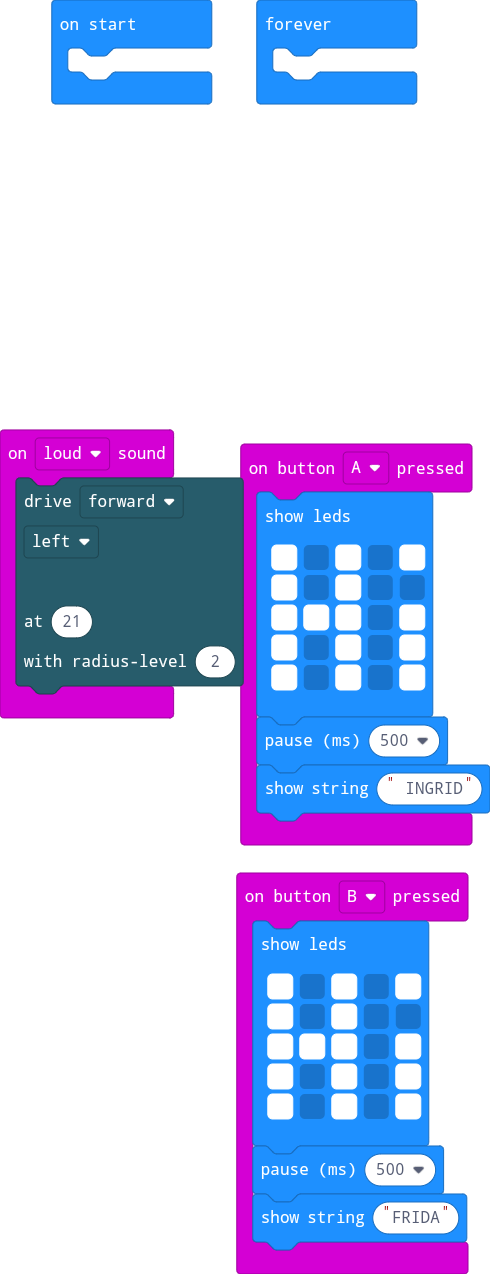 on start
forever
on loud sound
drive forward
left
at 21
with radius-level 2
on button A pressed
show leds
pause (ms) 500
show string " INGRID"
on button B pressed
show leds
pause (ms) 500
show string "FRIDA"